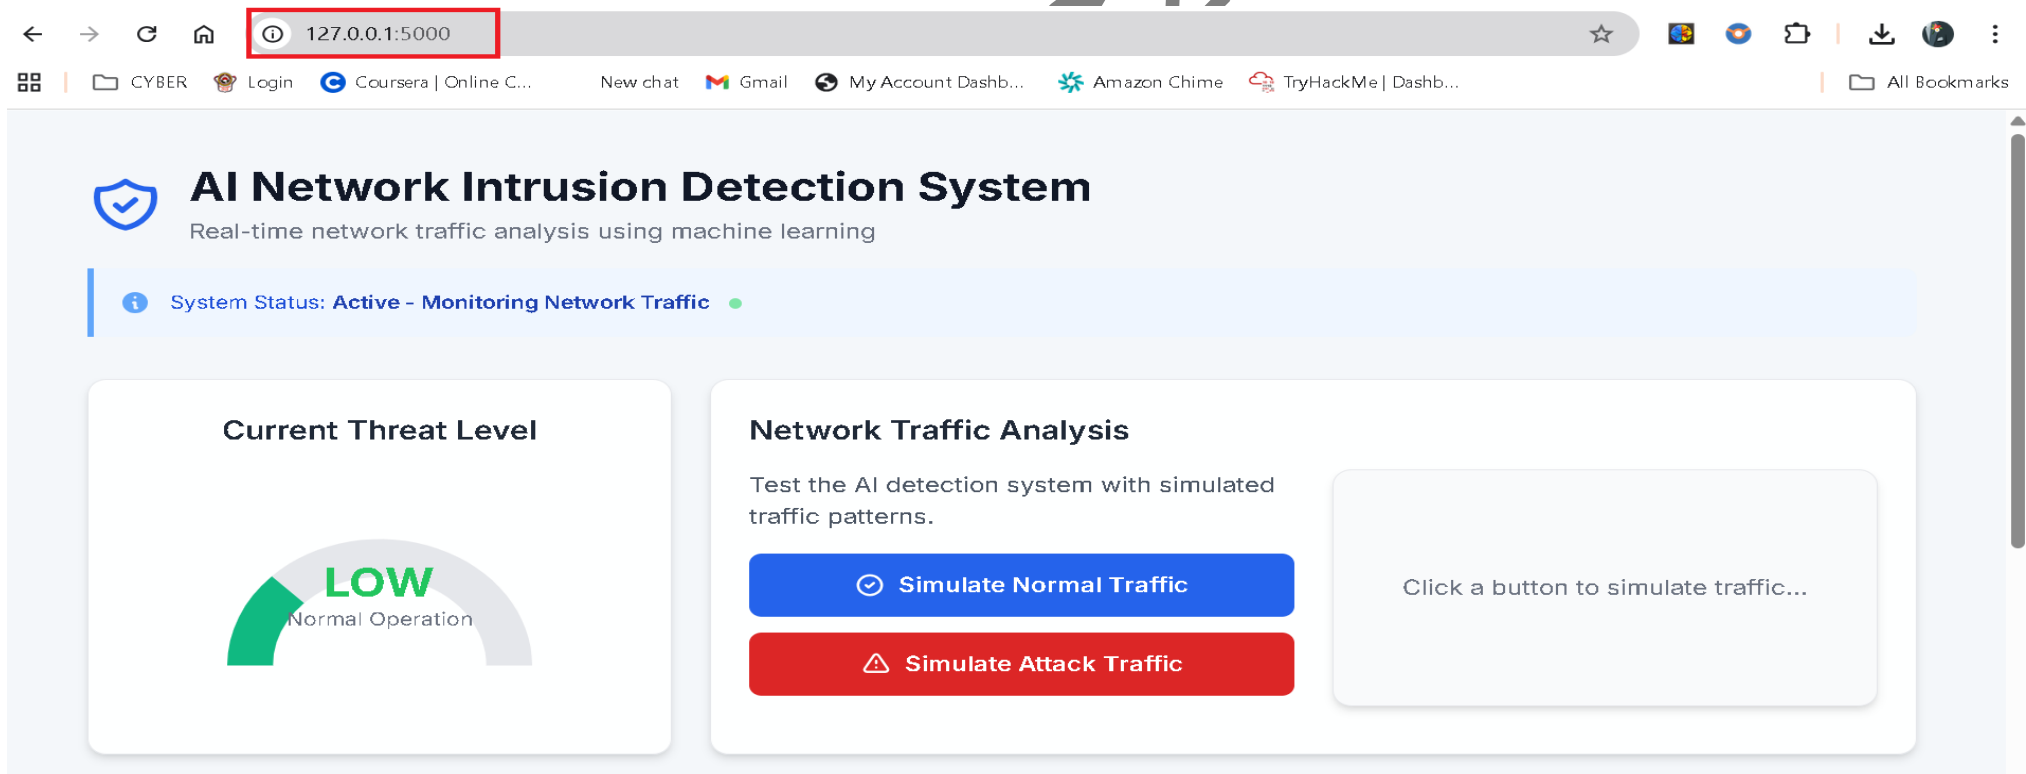 127.0.0.1:5000
CYBER Login Coursera | Online C... New chat Gmail My Account Dashb... Amazon Chime TryHackMe | Dashb... All Bookmarks
AI Network Intrusion Detection System
Real-time network traffic analysis using machine learning
System Status: Active - Monitoring Network Traffic
Current Threat Level
LOW
Normal Operation
Network Traffic Analysis
Test the AI detection system with simulated
traffic patterns.
Simulate Normal Traffic
Simulate Attack Traffic
Click a button to simulate traffic...